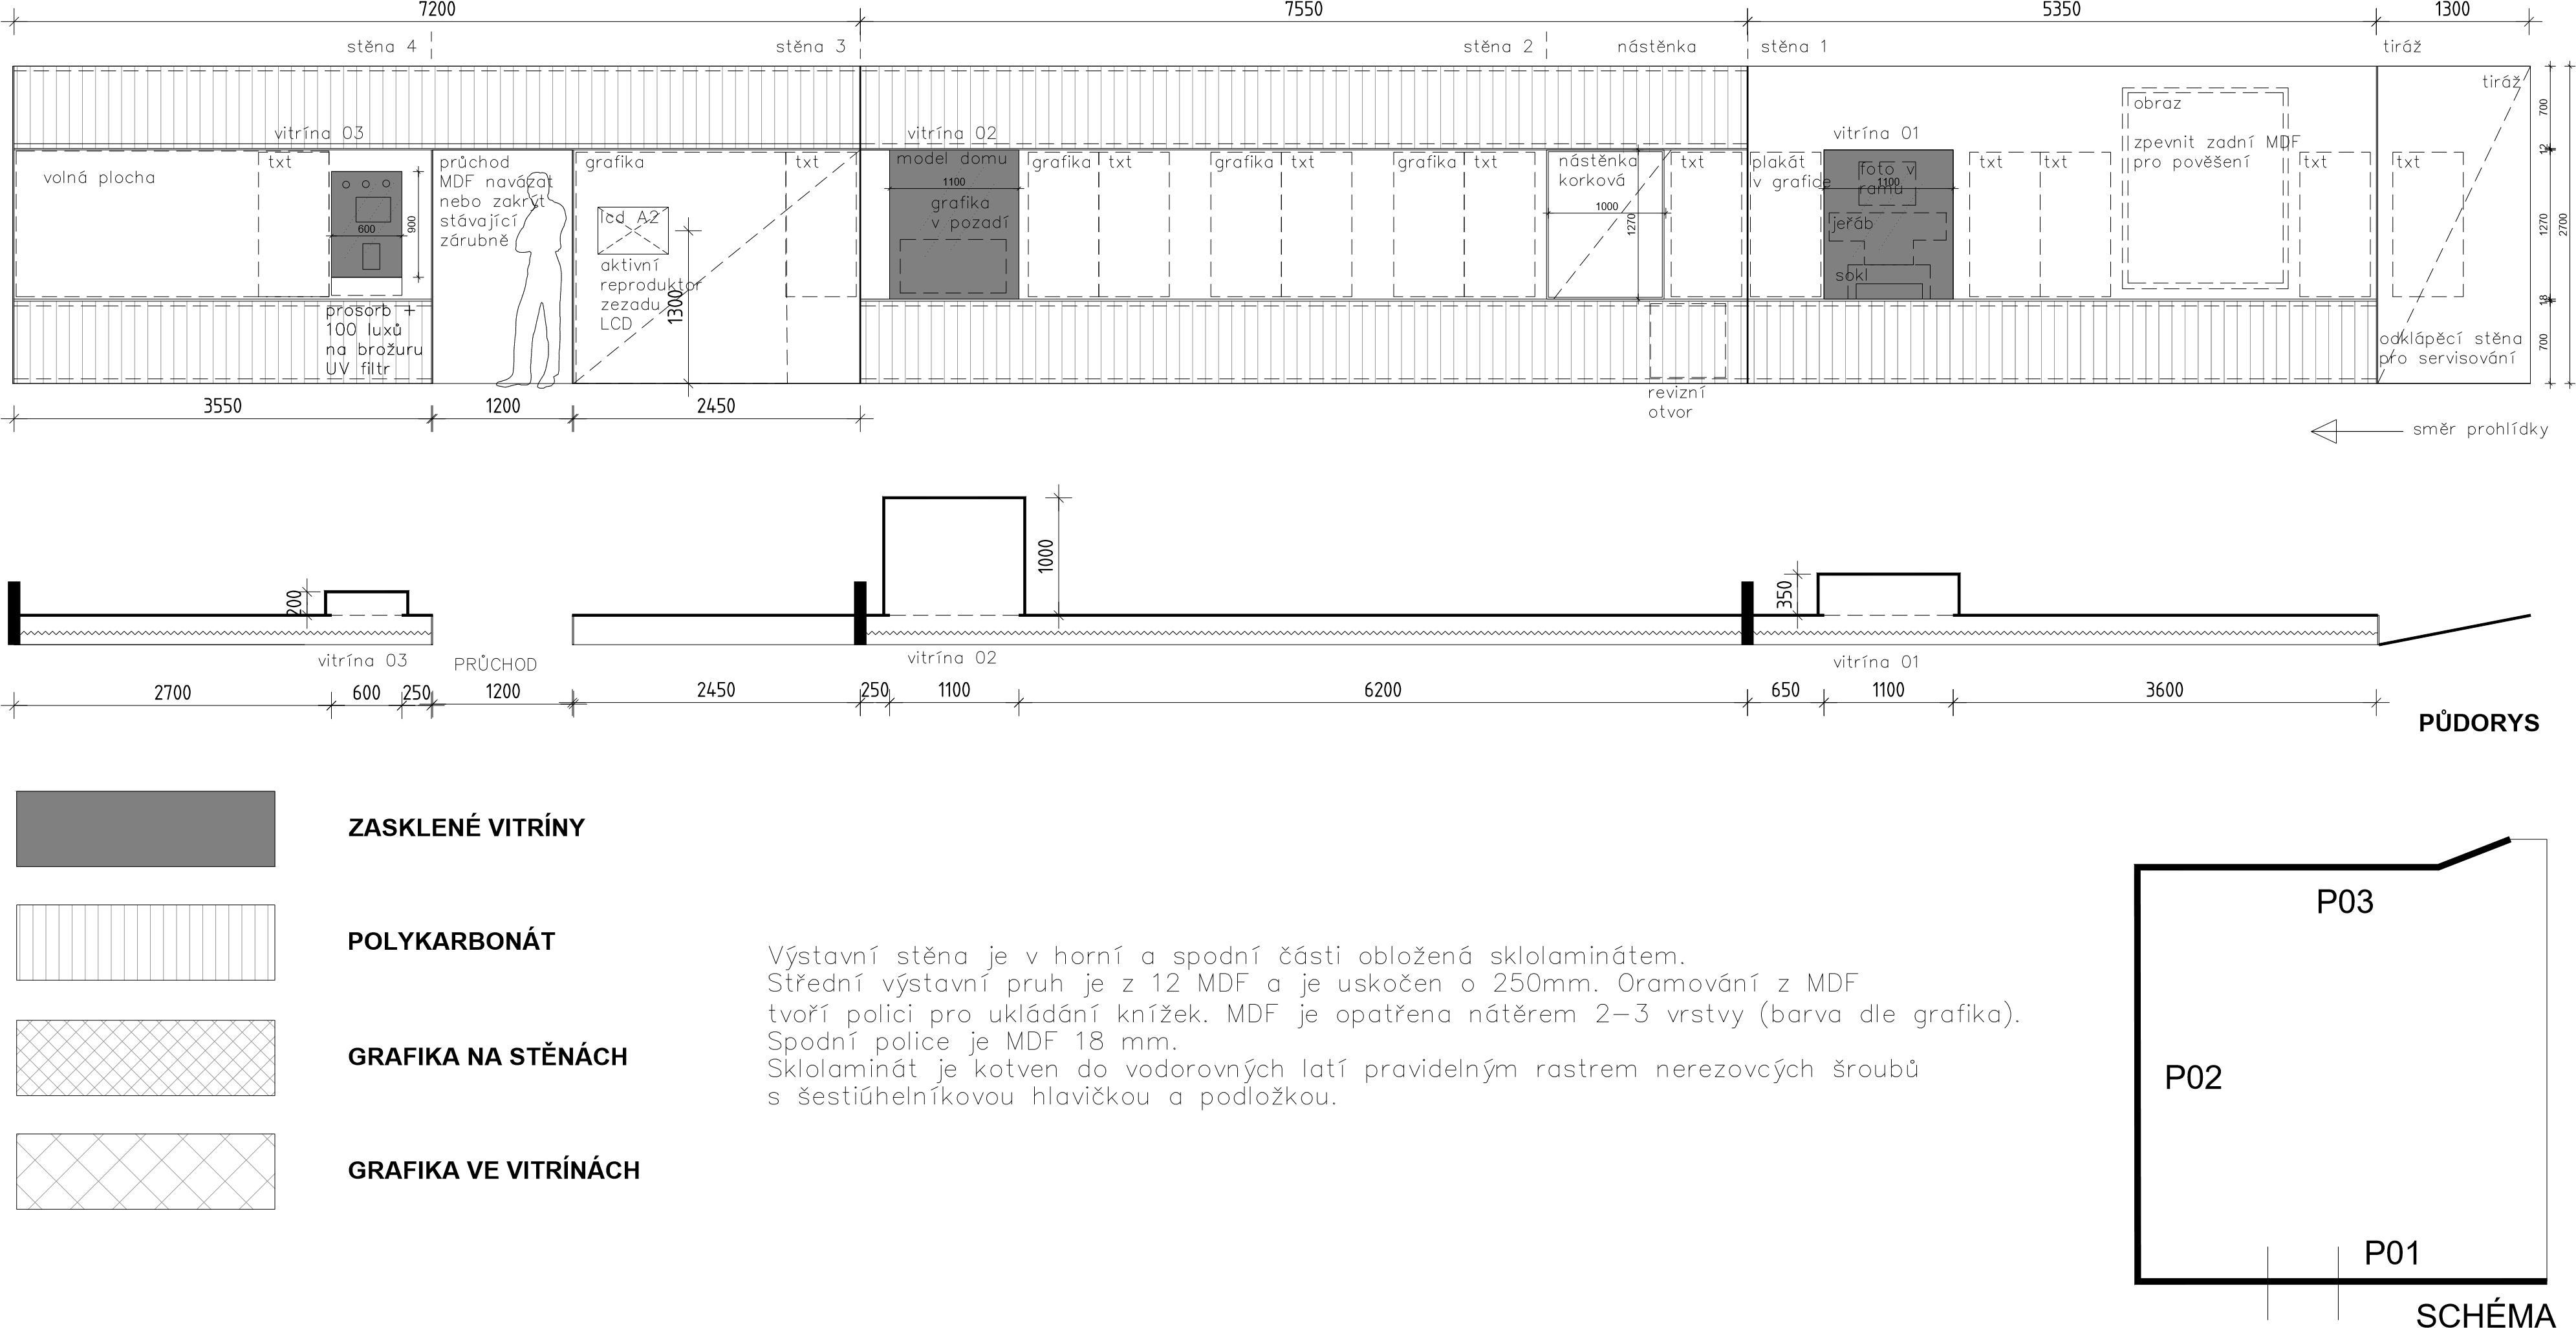 7200
7550
5350
1300
stěna 4
stěna 3
stěna 2
nástěnka
stěna 1
tiráž
tiráž
vitrína 03
vitrína 02
vitrína 01
obraz
zpevnit zadní MDF
pro pověšení
volná plocha
txt
600
900
průchod
MDF navázat
nebo zakrýt
stávající
zárubně
grafika
txt
lcd A2
aktivní
reproduktor
zezadu
LCD
1300
model domu
1100
grafika
v pozadí
grafika
txt
grafika
txt
grafika
txt
nástěnka
korková
1000
1270
txt
plakát
v grafice
foto v
rámu
1100
jeřáb
sokl
txt
txt
txt
txt
700
12
1270
18
700
2700
prosorb +
100 luxů
na brožuru
UV filtr
odklápěcí stěna
pro servisování
revizní
otvor
3550
1200
2450
směr prohlídky
200
1000
350
vitrína 03
PRŮCHOD
vitrína 02
vitrína 01
2700
600
250
1200
2450
250
1100
6200
650
1100
3600
PŮDORYS
ZASKLENÉ VITRÍNY
POLYKARBONÁT
GRAFIKA NA STĚNÁCH
GRAFIKA VE VITRÍNÁCH
Výstavní stěna je v horní a spodní části obložená sklolaminátem.
Střední výstavní pruh je z 12 MDF a je uskočen o 250mm. Oramování z MDF
tvoří polici pro ukládání knížek. MDF je opatřena nátěrem 2-3 vrstvy (barva dle grafika).
Spodní police je MDF 18 mm.
Sklolaminát je kotven do vodorovných latí pravidelným rastrem nerezovcých šroubů
s šestiúhelníkovou hlavičkou a podložkou.
P03
P02
P01
SCHÉMA